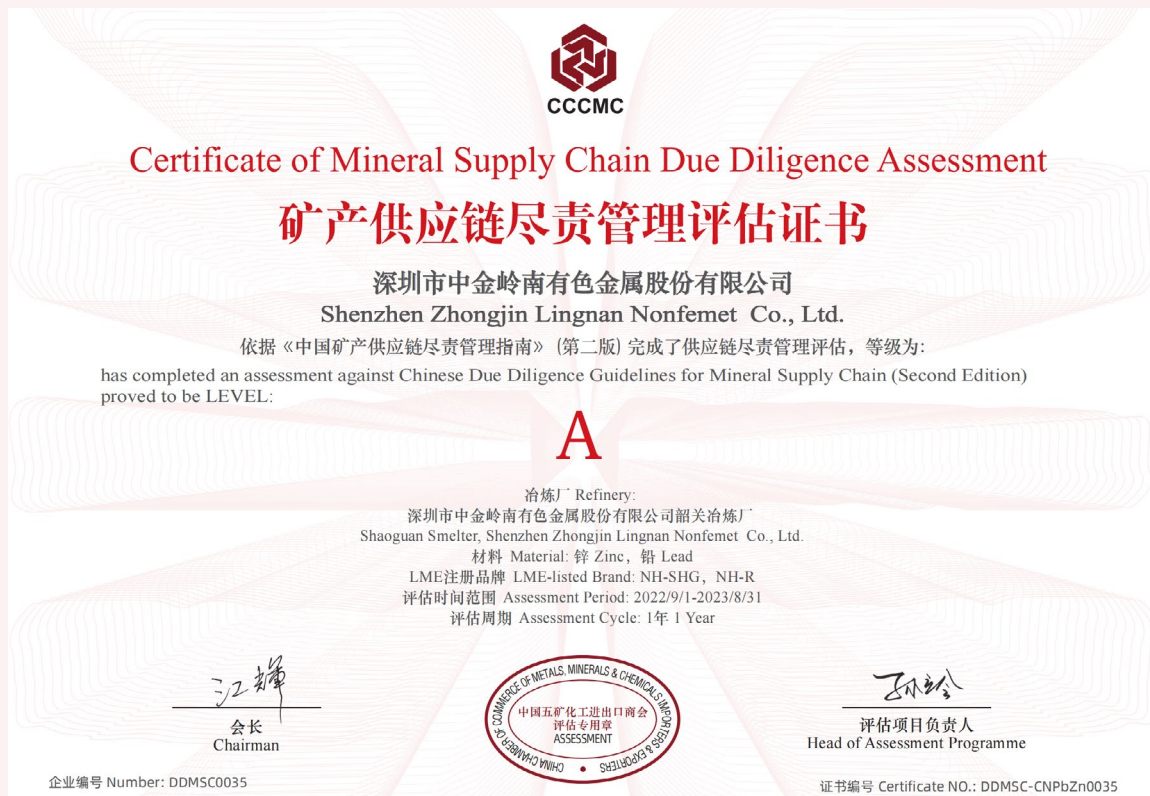 CCCMC
Certificate of Mineral Supply Chain Due Diligence Assessment
矿产供应链尽责管理评估证书
深圳市中金岭南有色金属股份有限公司
Shenzhen Zhongjin Lingnan Nonfemet Co., Ltd.
依据《中国矿产供应链尽责管理指南》(第二版) 完成了供应链尽责管理评估，等级为:
has completed an assessment against Chinese Due Diligence Guidelines for Mineral Supply Chain (Second Edition)
proved to be LEVEL:
A
冶炼厂 Refinery:
深圳市中金岭南有色金属股份有限公司韶关冶炼厂
Shaoguan Smelter, Shenzhen Zhongjin Lingnan Nonfemet Co., Ltd.
材料 Material: 锌 Zinc，铅 Lead
LME注册品牌 LME-listed Brand: NH-SHG，NH-R
评估时间范围 Assessment Period: 2022/9/1-2023/8/31
评估周期 Assessment Cycle: 1年 1 Year
江辉
会长
Chairman
CHINA CHAMBER OF COMMERCE OF METALS, MINERALS & CHEMICALS IMPORTERS & EXPORTERS
中国五矿化工进出口商会
评估专用章
ASSESSMENT
评估项目负责人
Head of Assessment Programme
企业编号 Number: DDMSC0035
证书编号 Certificate NO.: DDMSC-CNPbZn0035